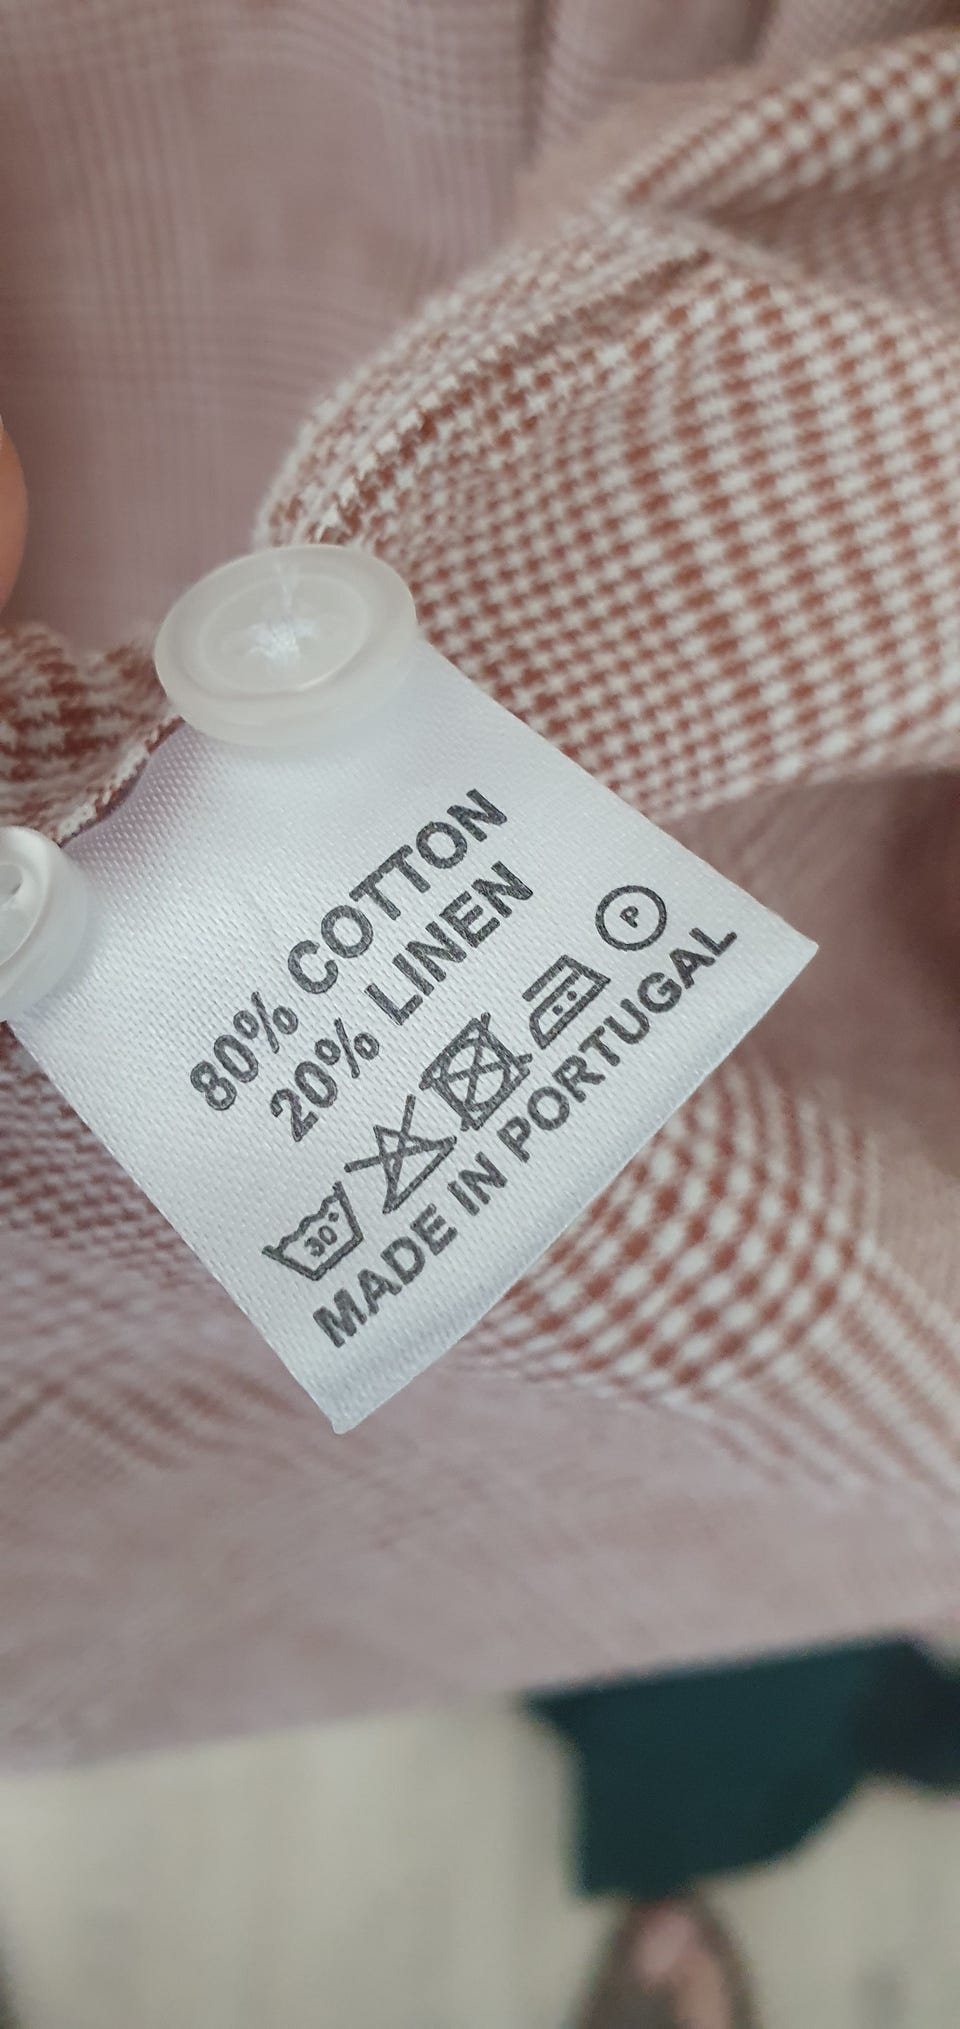 80% COTTON
20% LINEN
30° P
MADE IN PORTUGAL